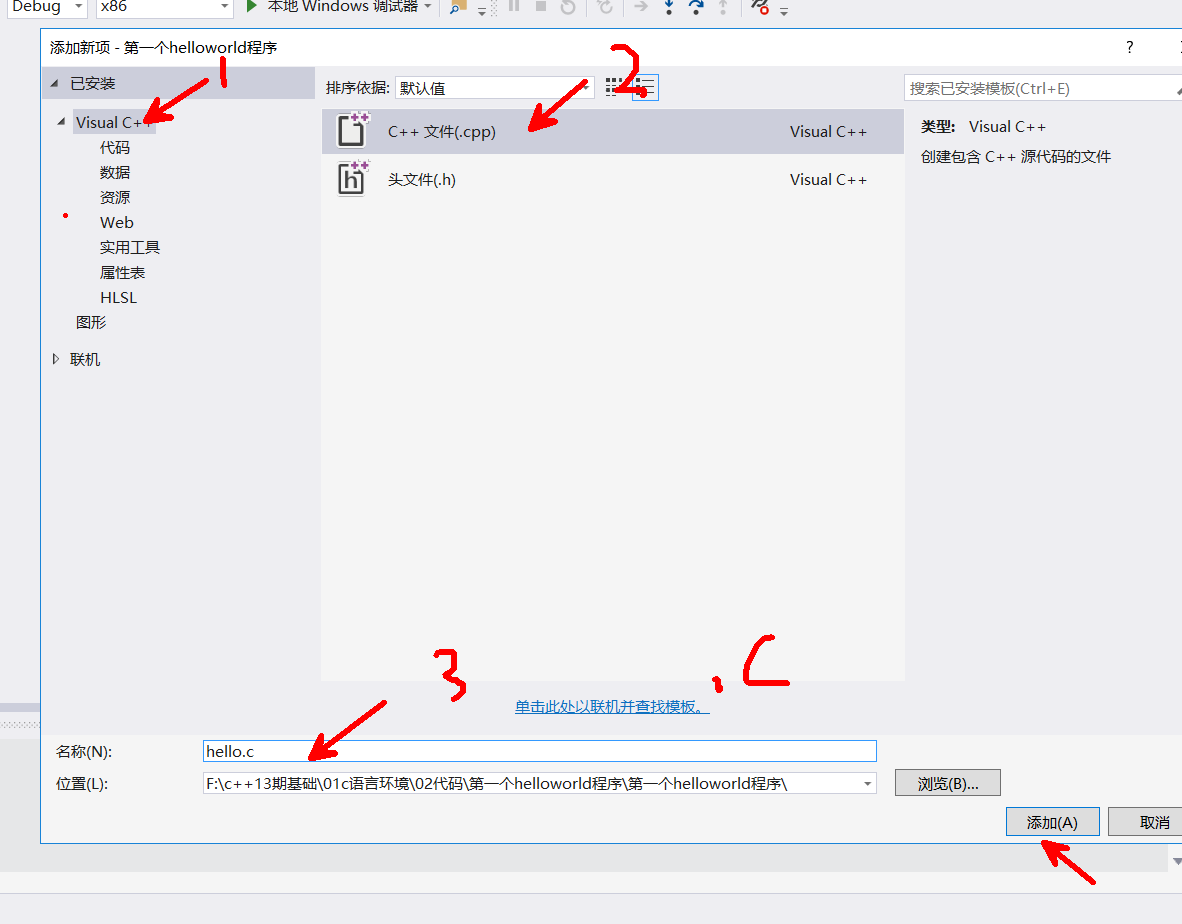 Debug x86 本地 Windows 调试器
添加新项 - 第一个helloworld程序 ?
1 2
已安装 排序依据: 默认值 搜索已安装模板(Ctrl+E)
Visual C++ C++ 文件(.cpp) Visual C++ 类型: Visual C++
代码 创建包含 C++ 源代码的文件
数据
头文件(.h) Visual C++
资源
Web
实用工具
属性表
HLSL
图形
联机
3 .C
单击此处以联机并查找模板。
名称(N): hello.c
位置(L): F:\c++13期基础\01c语言环境\02代码\第一个helloworld程序\第一个helloworld程序\ 浏览(B)...
添加(A) 取消